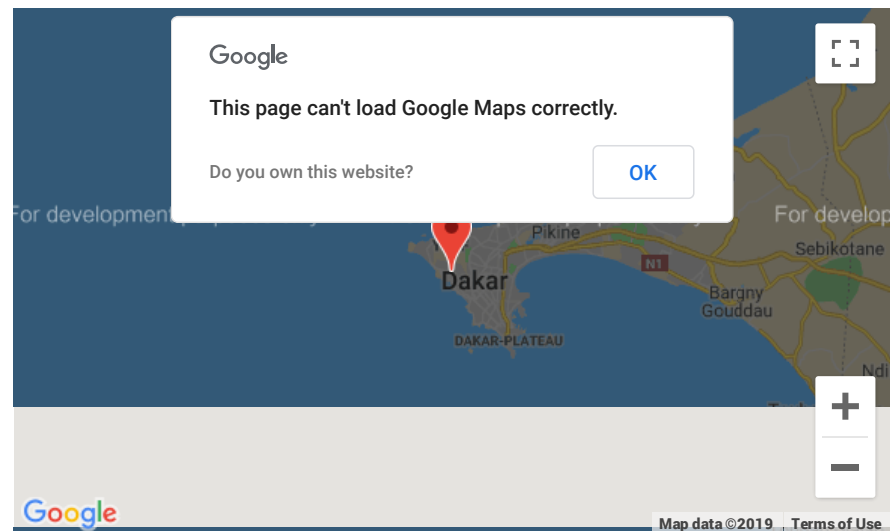 Google
This page can't load Google Maps correctly.
Do you own this website?
OK
For development
For develop
Pikine
Sebikotane
N1
Dakar
Bargny
Gouddau
DAKAR-PLATEAU
Ndi
Google
Map data ©2019
Terms of Use